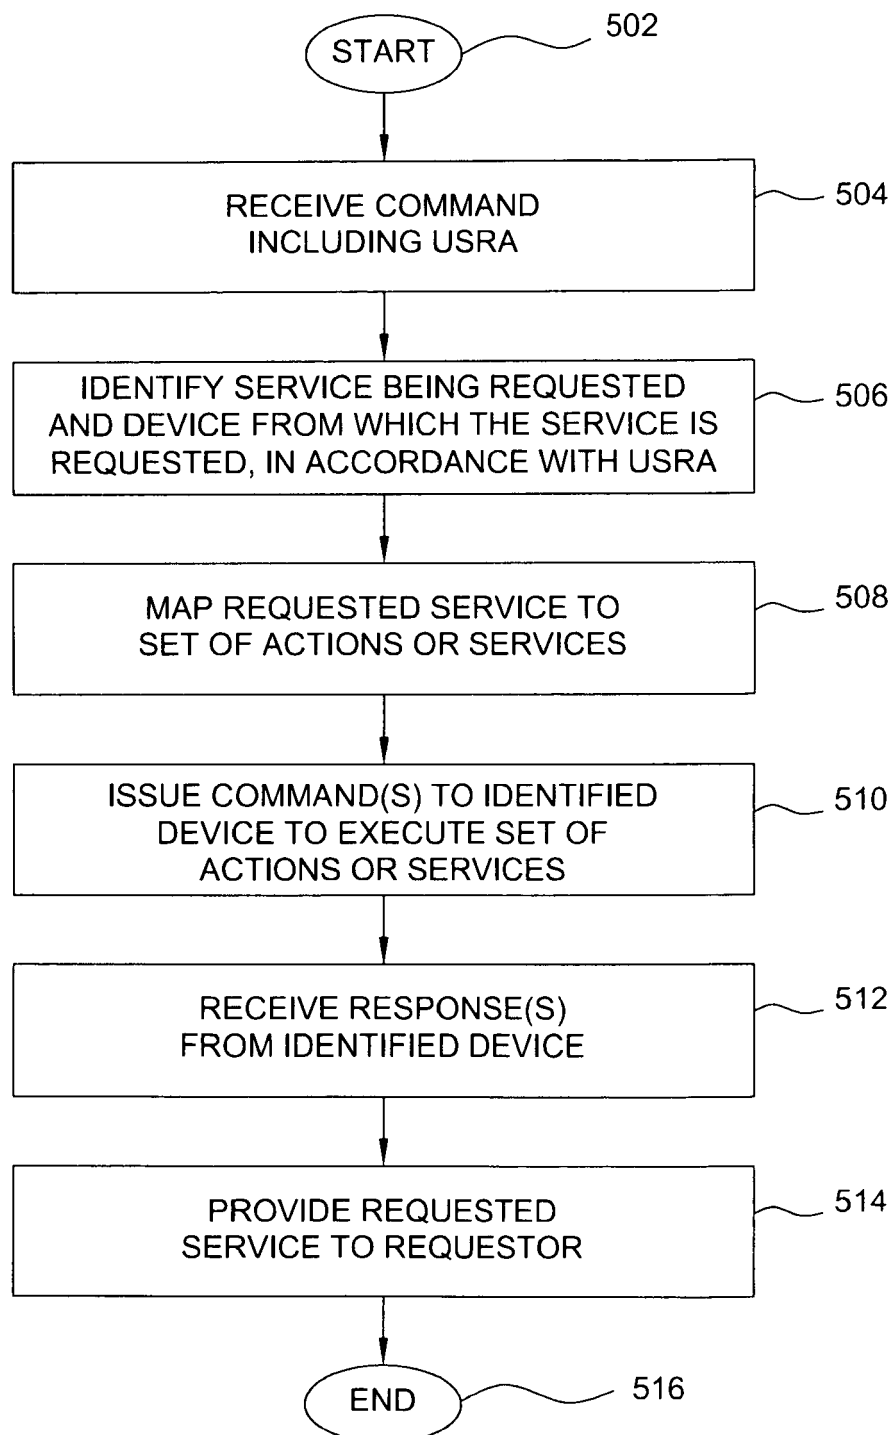 START
502
RECEIVE COMMAND
INCLUDING USRA
504
IDENTIFY SERVICE BEING REQUESTED
AND DEVICE FROM WHICH THE SERVICE IS
REQUESTED, IN ACCORDANCE WITH USRA
506
MAP REQUESTED SERVICE TO
SET OF ACTIONS OR SERVICES
508
ISSUE COMMAND(S) TO IDENTIFIED
DEVICE TO EXECUTE SET OF
ACTIONS OR SERVICES
510
RECEIVE RESPONSE(S)
FROM IDENTIFIED DEVICE
512
PROVIDE REQUESTED
SERVICE TO REQUESTOR
514
END
516